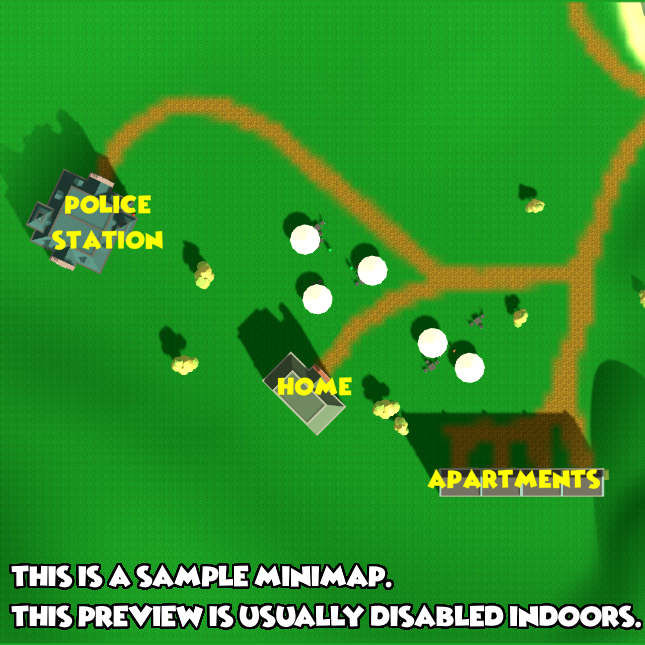 POLICE
STATION
HOME
APARTMENTS
THIS IS A SAMPLE MINIMAP.
THIS PREVIEW IS USUALLY DISABLED INDOORS.